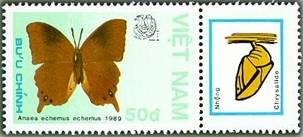 BƯU CHÍNH
Anaea echemus echemus 1989
50đ
VIỆT NAM
Nhộng
Chrysalide